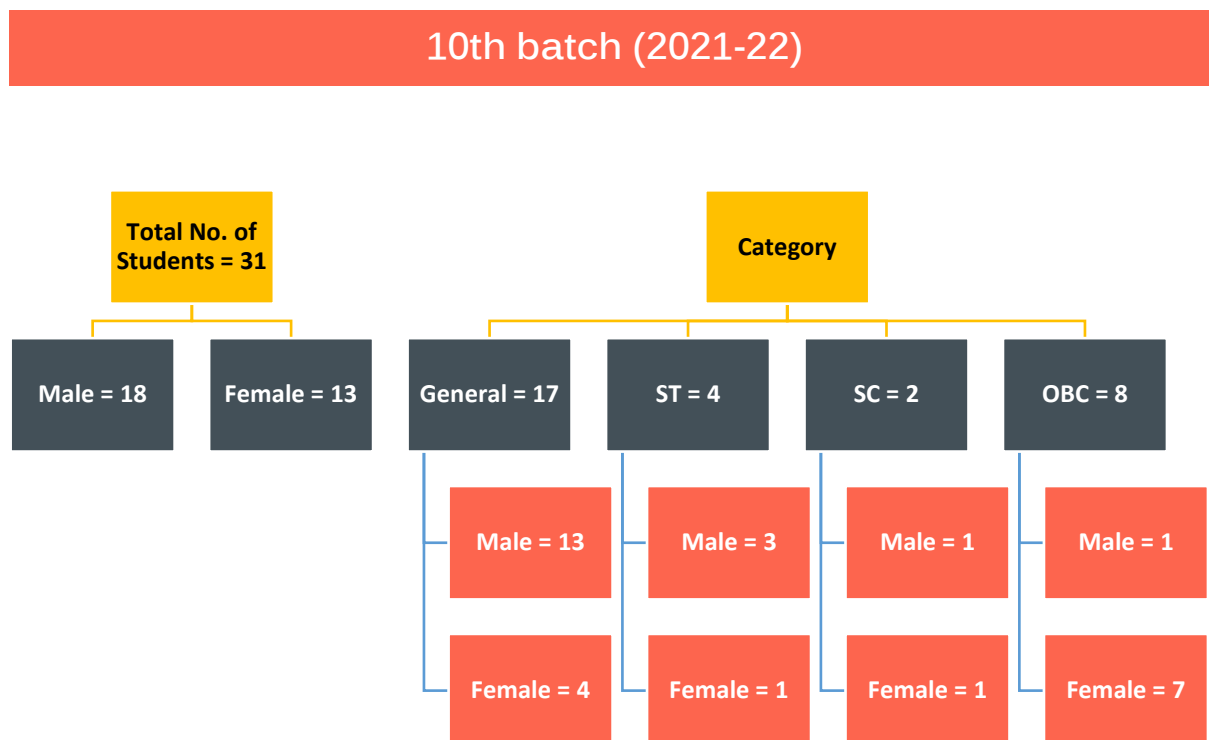 10th batch (2021-22)
Total No. of
Students = 31
Category
Male = 18
Female = 13
General = 17
ST = 4
SC = 2
OBC = 8
Male = 13
Male = 3
Male = 1
Male = 1
Female = 4
Female = 1
Female = 1
Female = 7